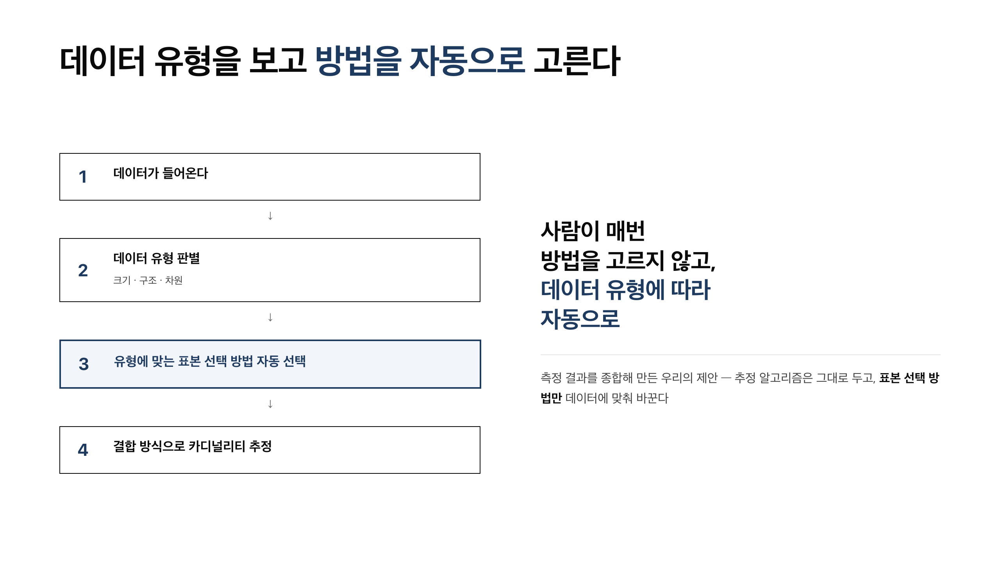 데이터 유형을 보고 방법을 자동으로 고른다
1
데이터가 들어온다
↓
2
데이터 유형 판별
크기 · 구조 · 차원
↓
3
유형에 맞는 표본 선택 방법 자동 선택
↓
4
결합 방식으로 카디널리티 추정
사람이 매번
방법을 고르지 않고,
데이터 유형에 따라
자동으로
측정 결과를 종합해 만든 우리의 제안 — 추정 알고리즘은 그대로 두고, 표본 선택 방
법만 데이터에 맞춰 바꾼다